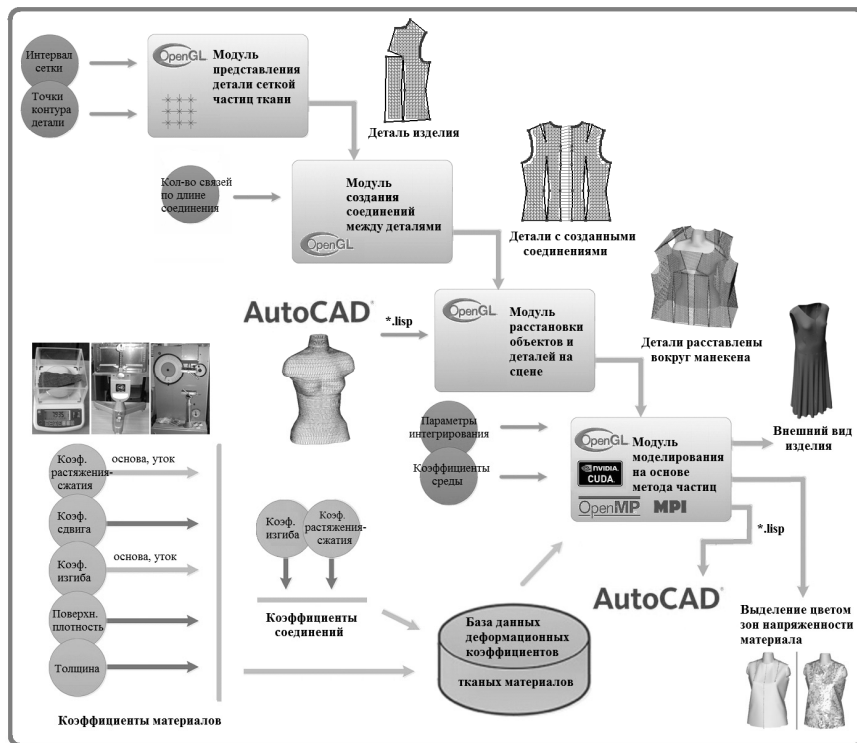 Интервал
сетки
Точки
контура
детали
OpenGL
Модуль
представления
детали сеткой
частиц ткани
Деталь изделия
Кол-во связей
по длине
соединения
Модуль
создания
соединений
между деталями
OpenGL
Детали с созданными
соединениями
AutoCAD
*.lisp
OpenGL
Модуль
расстановки
объектов и
деталей на
сцене
Детали расставлены
вокруг манекена
Параметры
интегрирования
Коэффициенты
среды
OpenGL
Модуль
моделирования
на основе
метода частиц
NVIDIA
CUDA
OpenMP
MPI
Внешний вид
изделия
*.lisp
AutoCAD
Выделение цветом
зон напряженности
материала
Коэф.
растяжения-
сжатия
основа, уток
Коэф.
сдвига
Коэф.
изгиба
основа, уток
Поверхн.
плотность
Толщина
Коэффициенты материалов
Коэф.
изгиба
Коэф.
растяжения-
сжатия
Коэффициенты
соединений
База данных
деформационных
коэффициентов
тканых материалов